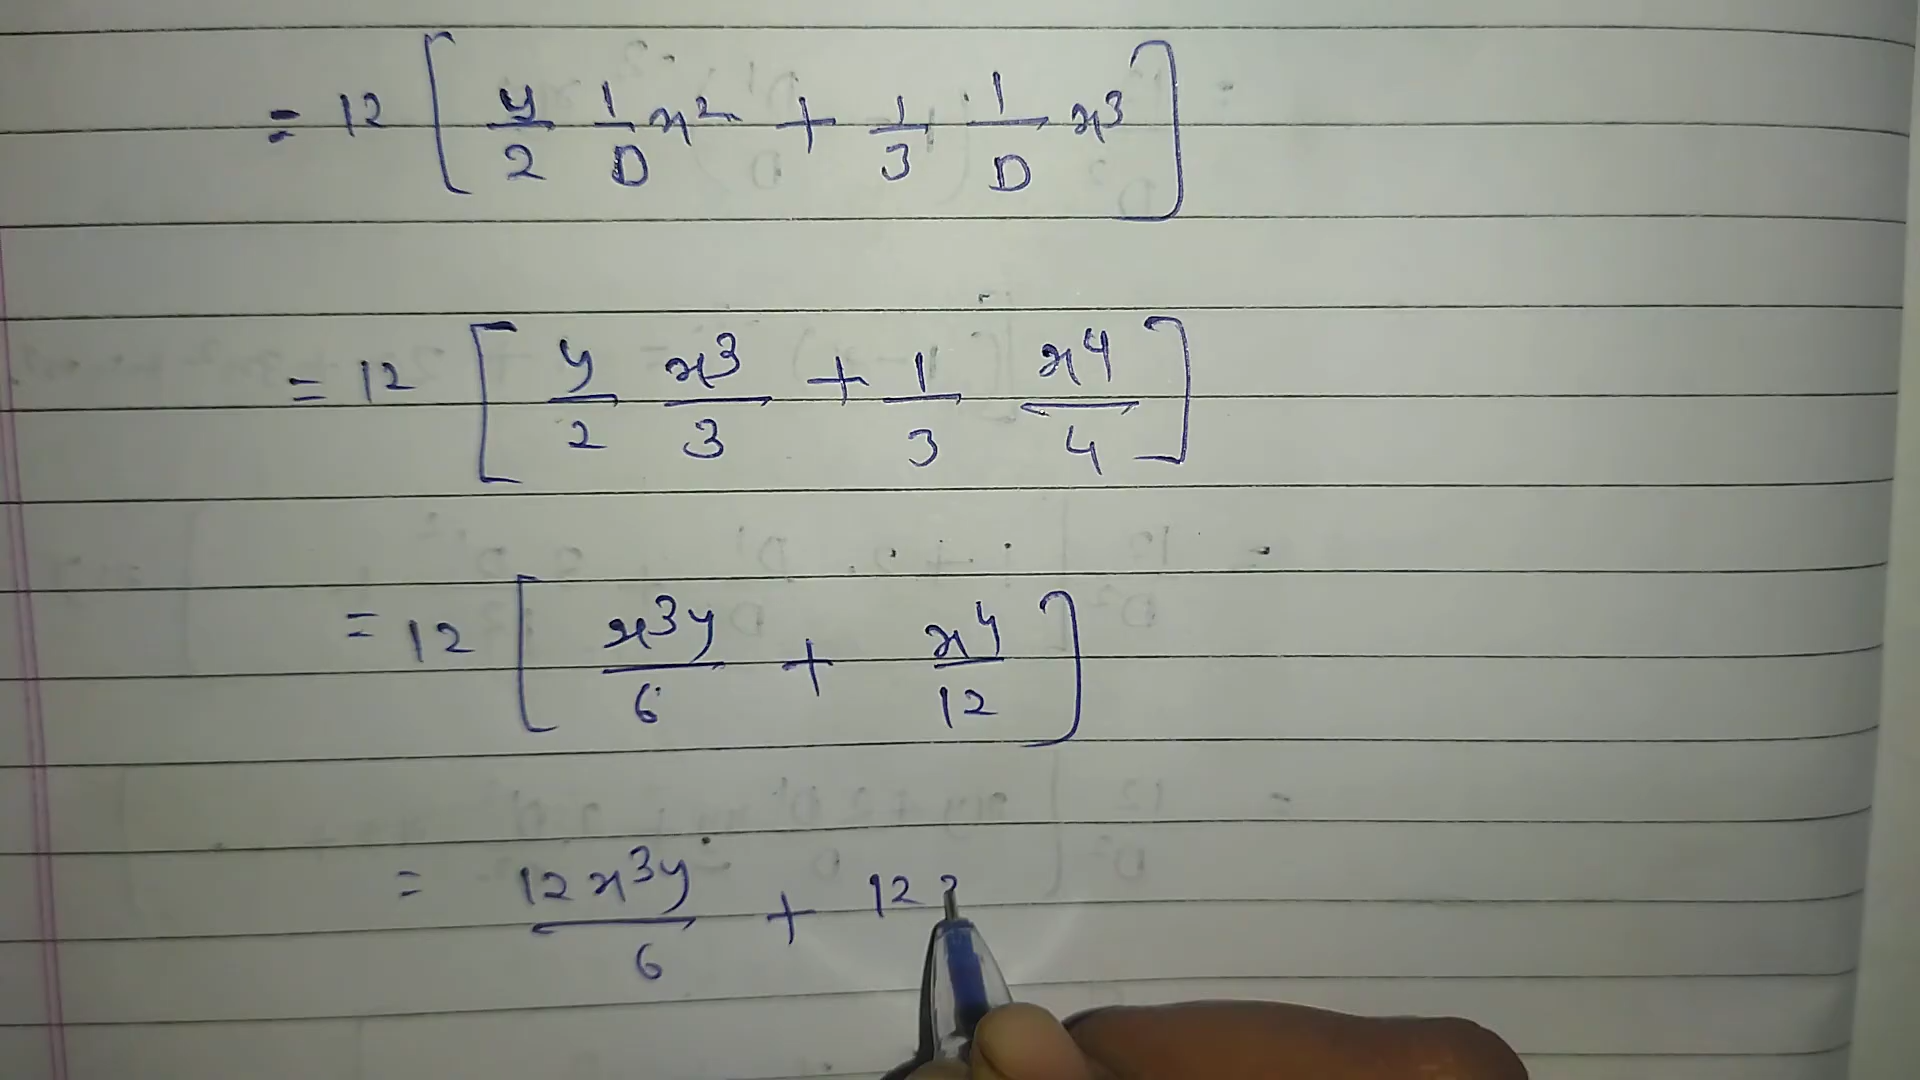 = 12 [ y/2 1/D x² + 1/3 · 1/D x³ ]
= 12 [ y/2 x³/3 + 1/3 x⁴/4 ]
= 12 [ x³y/6 + x⁴/12 ]
= 12x³y/6 + 12